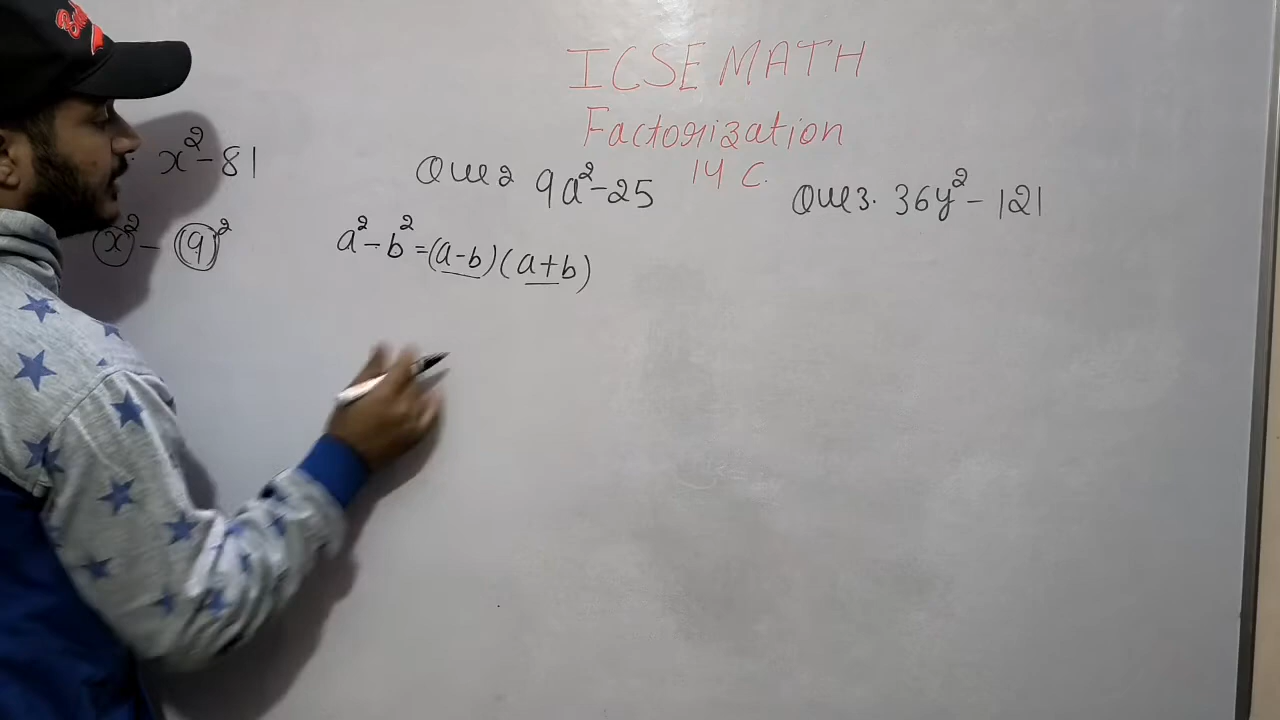 ICSE MATH
Factorization
14 C.
x²-81
Que2 9a²-25
Que3. 36y²-121
x²-(9)²
a²-b²=(a-b)(a+b)